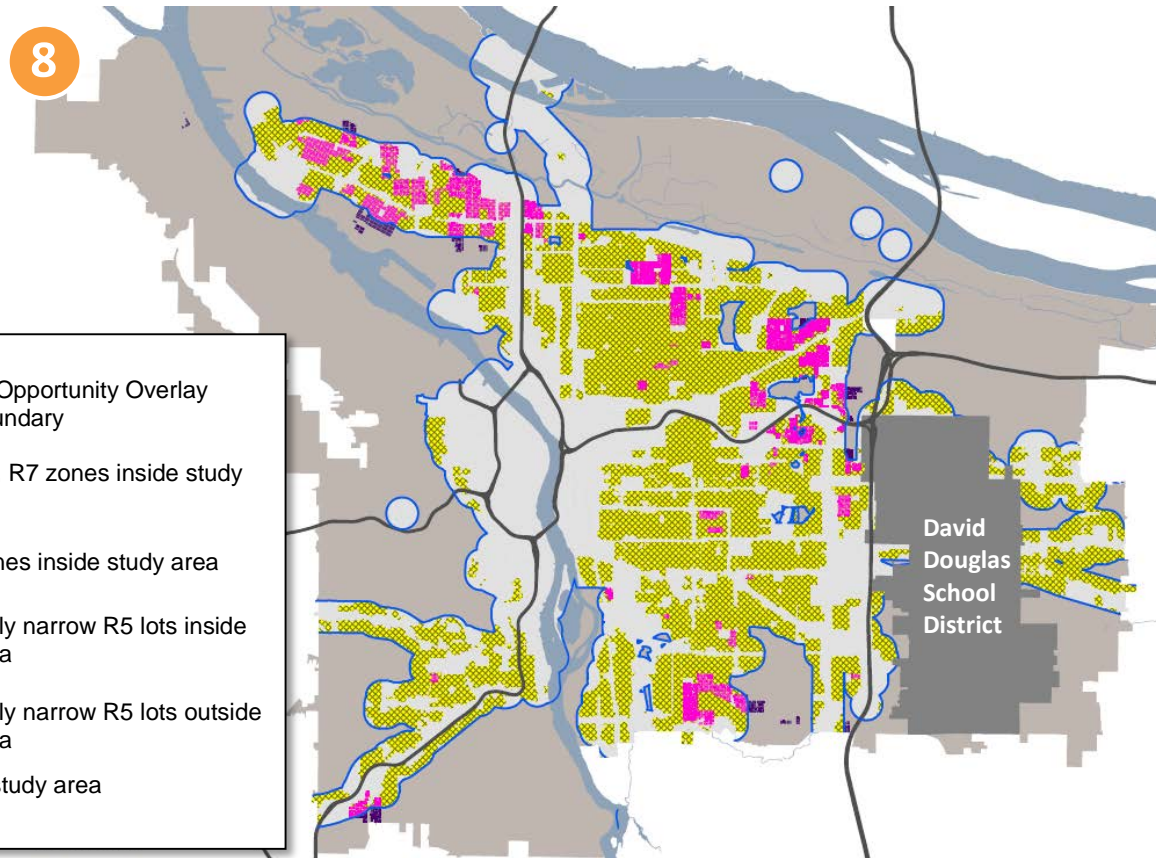 8
Opportunity Overlay
undary
R7 zones inside study
nes inside study area
ly narrow R5 lots inside
a
ly narrow R5 lots outside
a
study area
David
Douglas
School
District